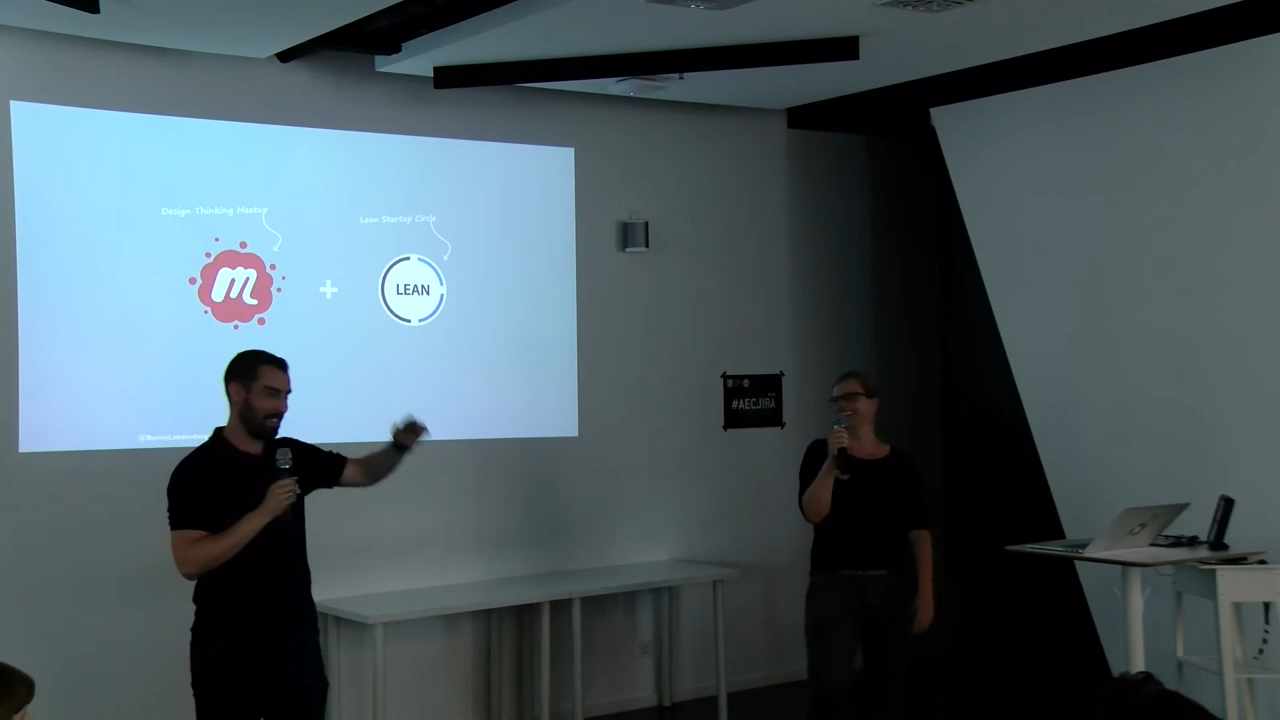 Design Thinking Meetup
Lean Startup Circle
m
+
LEAN
#AECJIRA